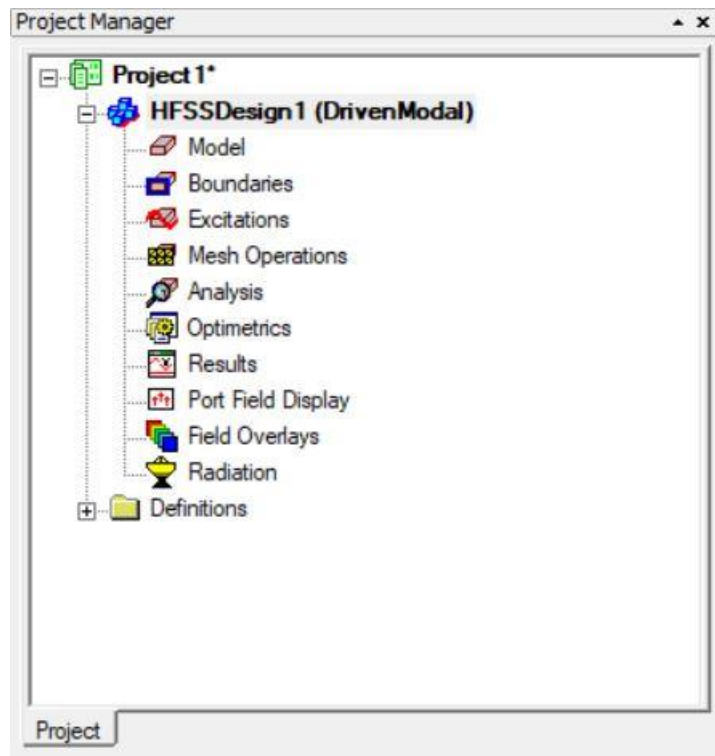 Project Manager
Project1*
HFSSDesign1 (DrivenModal)
Model
Boundaries
Excitations
Mesh Operations
Analysis
Optimetrics
Results
Port Field Display
Field Overlays
Radiation
Definitions
Project